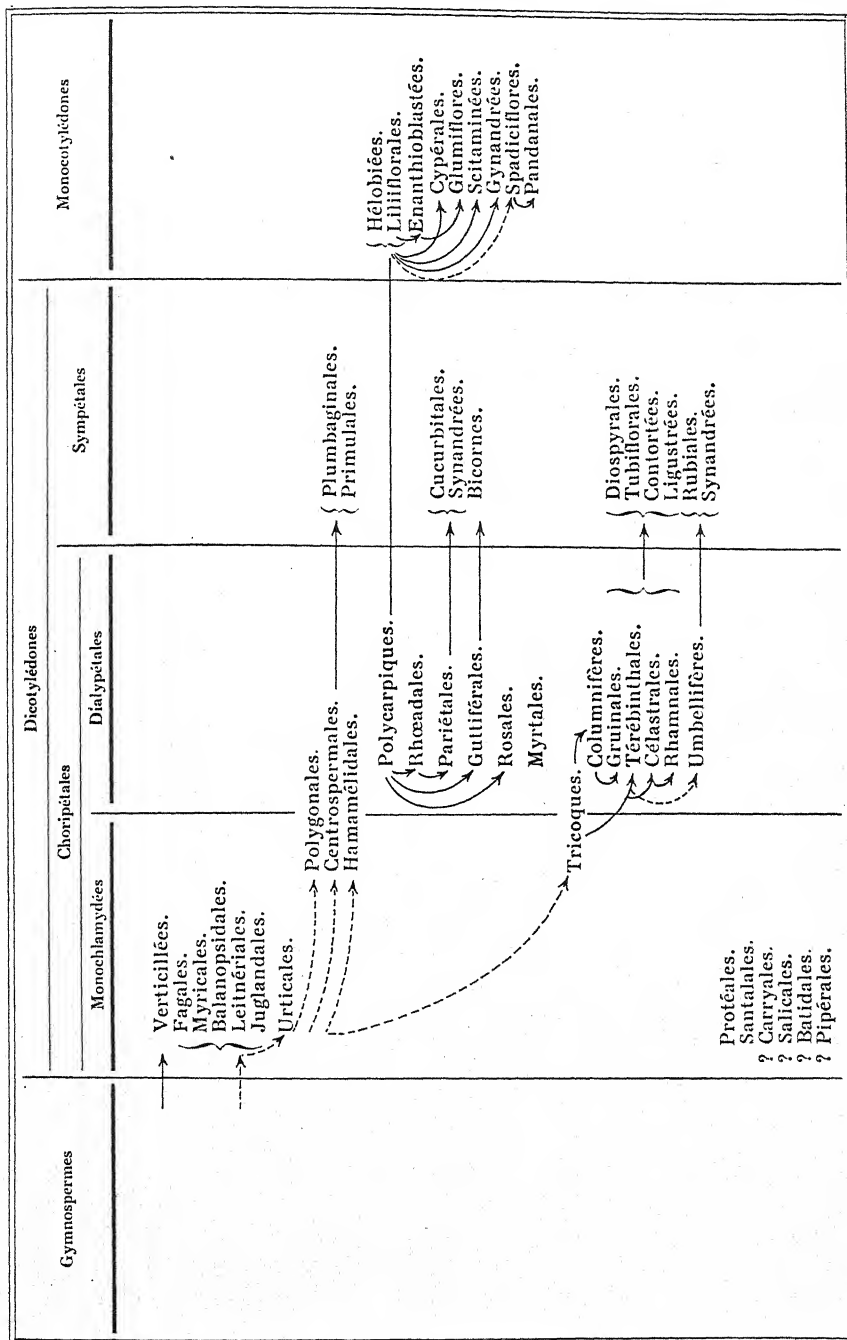 Gymnospermes
Dicotylédones
Choripétales
Monochlamydées
Dialypétales
Sympétales
Monocotylédones
Verticillées.
Fagales.
Myricales.
Balanopsidales.
Leitnériales.
Juglandales.
Urticales.
Polygonales.
Centrospermales.
Hamamélidales.
Tricoques.
Protéales.
Santalales.
? Carryales.
? Salicales.
? Batidales.
? Pipérales.
Polycarpiques.
Rhœadales.
Pariétales.
Guttiférales.
Rosales.
Myrtales.
Columnifères.
Gruinales.
Térébinthales.
Célastrales.
Rhamnales.
Umbellifères.
Plumbaginales.
Primulales.
Cucurbitales.
Synandrées.
Bicornes.
Diospyrales.
Tubiflorales.
Contortées.
Ligustrées.
Rubiales.
Synandrées.
Hélobiées.
Liliiflorales.
Enanthioblastées.
Cypérales.
Glumiflores.
Scitaminées.
Gynandrées.
Spadiciflores.
Pandanales.